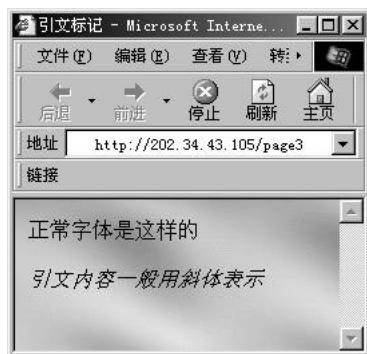 引文标记 - Microsoft Interne...
文件(F) 编辑(E) 查看(V) 转
后退 前进 停止 刷新 主页
地址 http://202.34.43.105/page3
链接
正常字体是这样的
引文内容一般用斜体表示